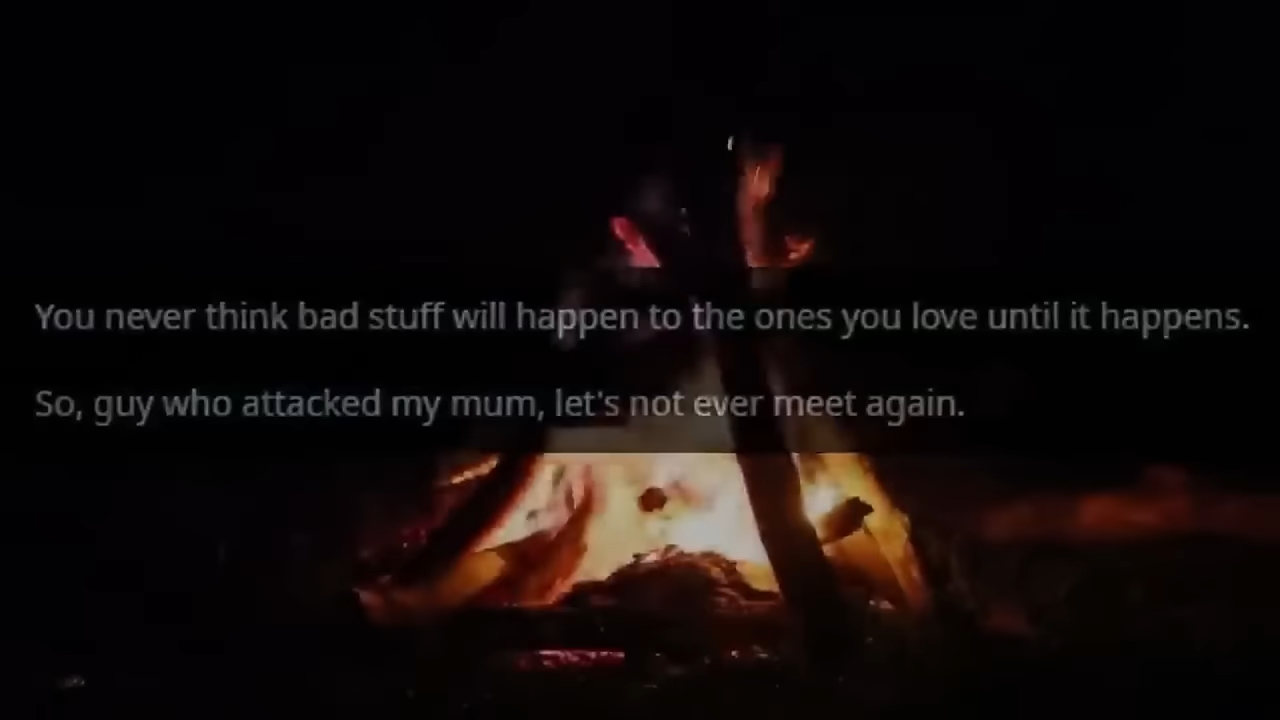 You never think bad stuff will happen to the ones you love until it happens.
So, guy who attacked my mum, let's not ever meet again.